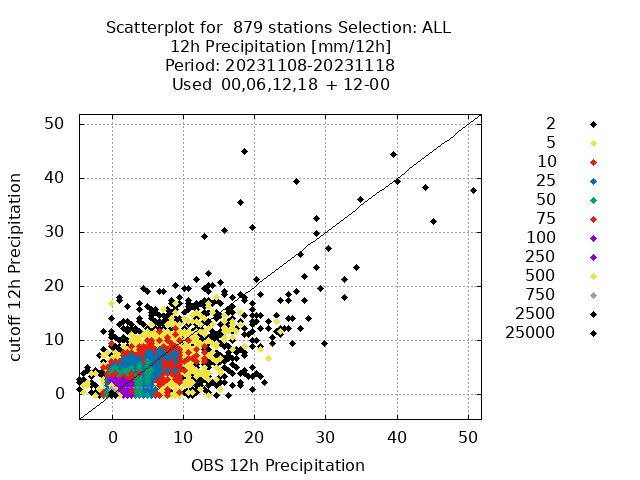 Scatterplot for  879 stations Selection: ALL
12h Precipitation [mm/12h]
Period: 20231108-20231118
Used  00,06,12,18  + 12-00
50
40
30
20
10
0
cutoff 12h Precipitation
0 10 20 30 40 50
OBS 12h Precipitation
2
5
10
25
50
75
100
250
500
750
2500
25000